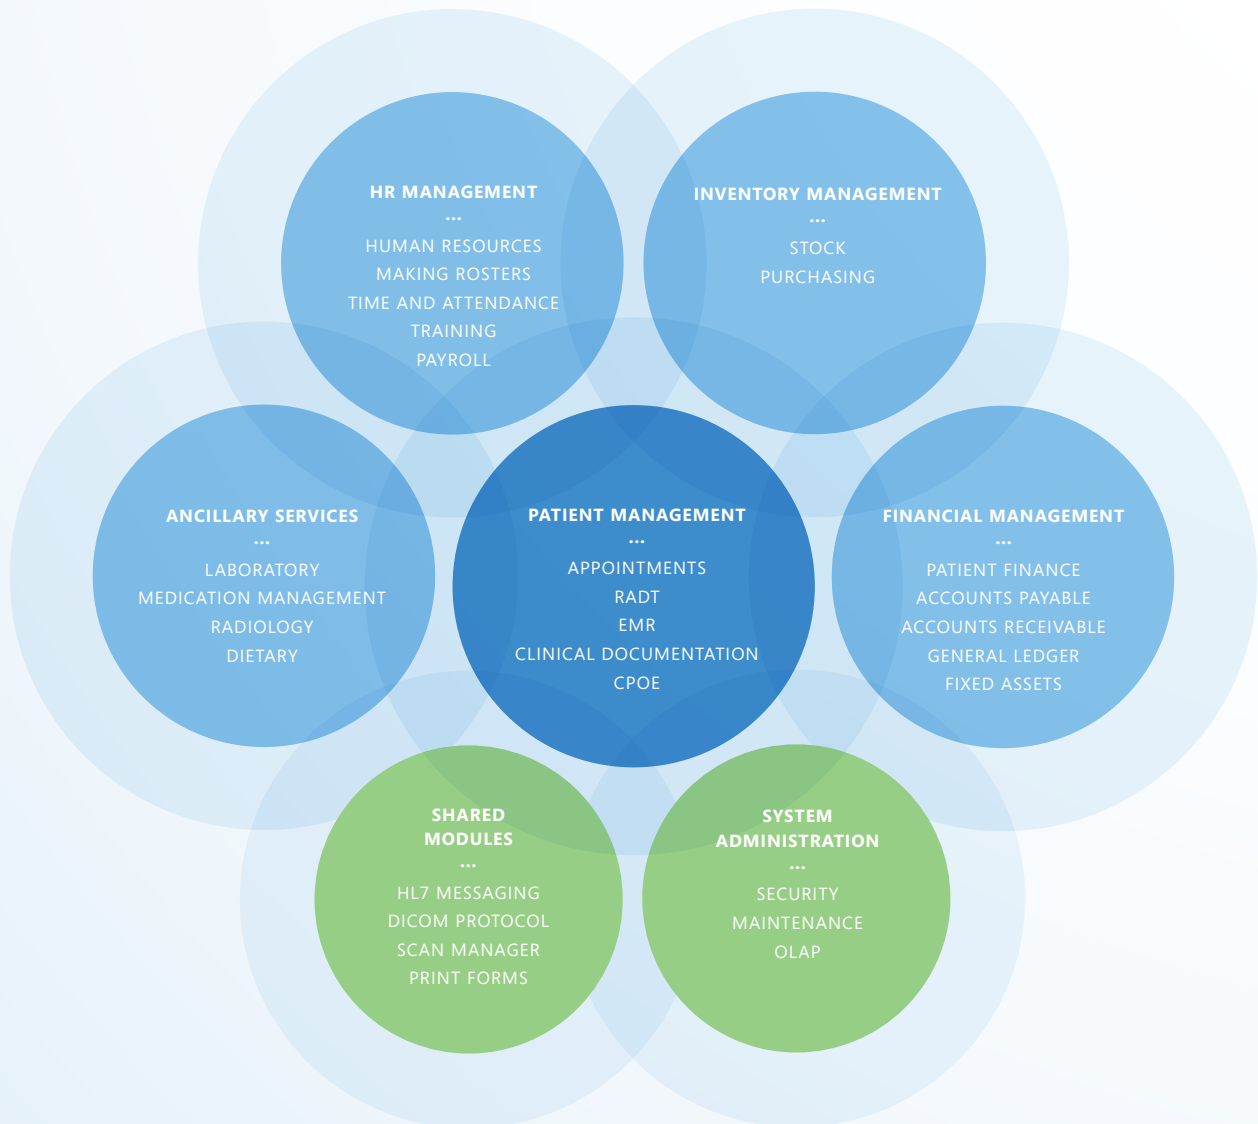 HR MANAGEMENT
...
HUMAN RESOURCES
MAKING ROSTERS
TIME AND ATTENDANCE
TRAINING
PAYROLL
INVENTORY MANAGEMENT
...
STOCK
PURCHASING
ANCILLARY SERVICES
...
LABORATORY
MEDICATION MANAGEMENT
RADIOLOGY
DIETARY
PATIENT MANAGEMENT
...
APPOINTMENTS
RADT
EMR
CLINICAL DOCUMENTATION
CPOE
FINANCIAL MANAGEMENT
...
PATIENT FINANCE
ACCOUNTS PAYABLE
ACCOUNTS RECEIVABLE
GENERAL LEDGER
FIXED ASSETS
SHARED
MODULES
...
HL7 MESSAGING
DICOM PROTOCOL
SCAN MANAGER
PRINT FORMS
SYSTEM
ADMINISTRATION
...
SECURITY
MAINTENANCE
OLAP